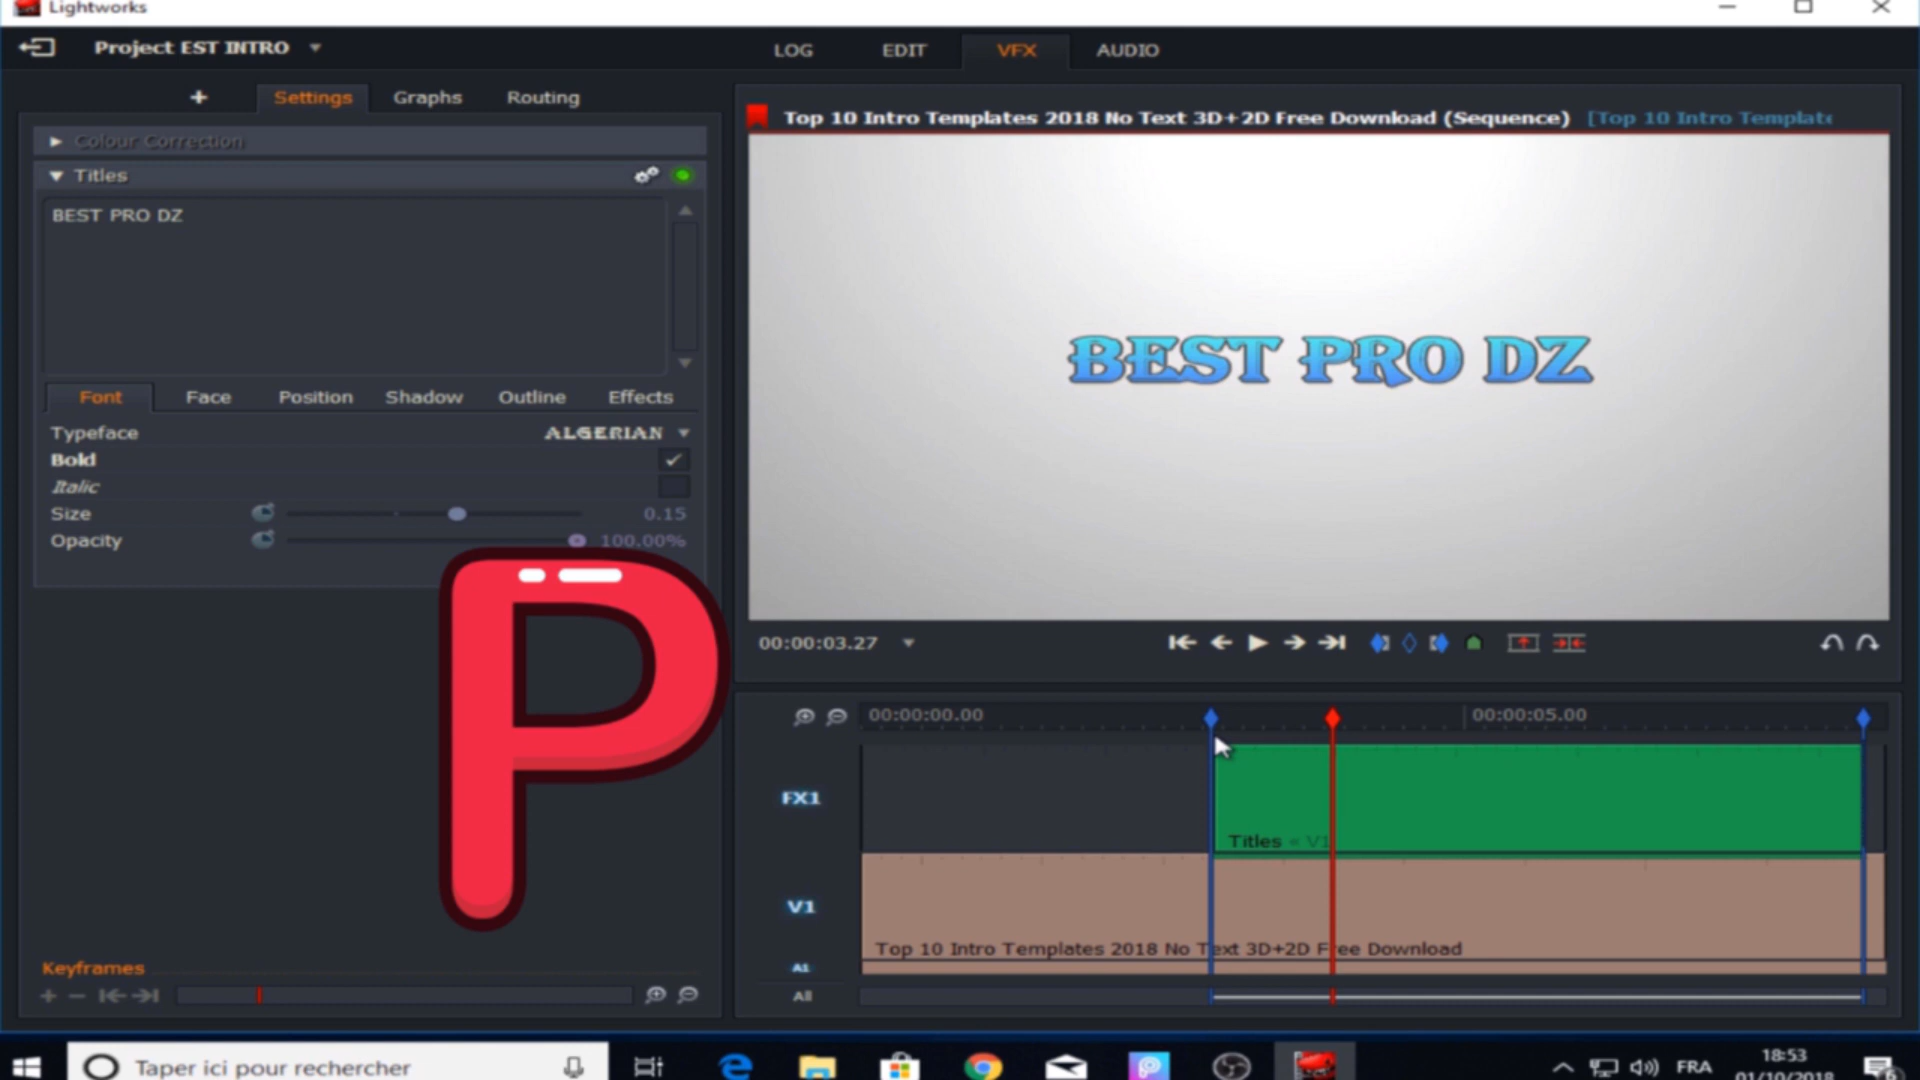 Lightworks
Project EST INTRO
LOG EDIT VFX AUDIO
+ Settings Graphs Routing
Colour Correction
Titles
BEST PRO DZ
Font Face Position Shadow Outline Effects
Typeface ALGERIAN
Bold
Italic
Size 0.15
Opacity 100.00%
P
Keyframes
Top 10 Intro Templates 2018 No Text 3D+2D Free Download (Sequence) [Top 10 Intro Template
BEST PRO DZ
00:00:03.27
00:00:00.00 00:00:05.00
FX1
Titles « V1
V1
Top 10 Intro Templates 2018 No Text 3D+2D Free Download
A1
All
Taper ici pour rechercher
FRA
18:53
01/10/2018
6